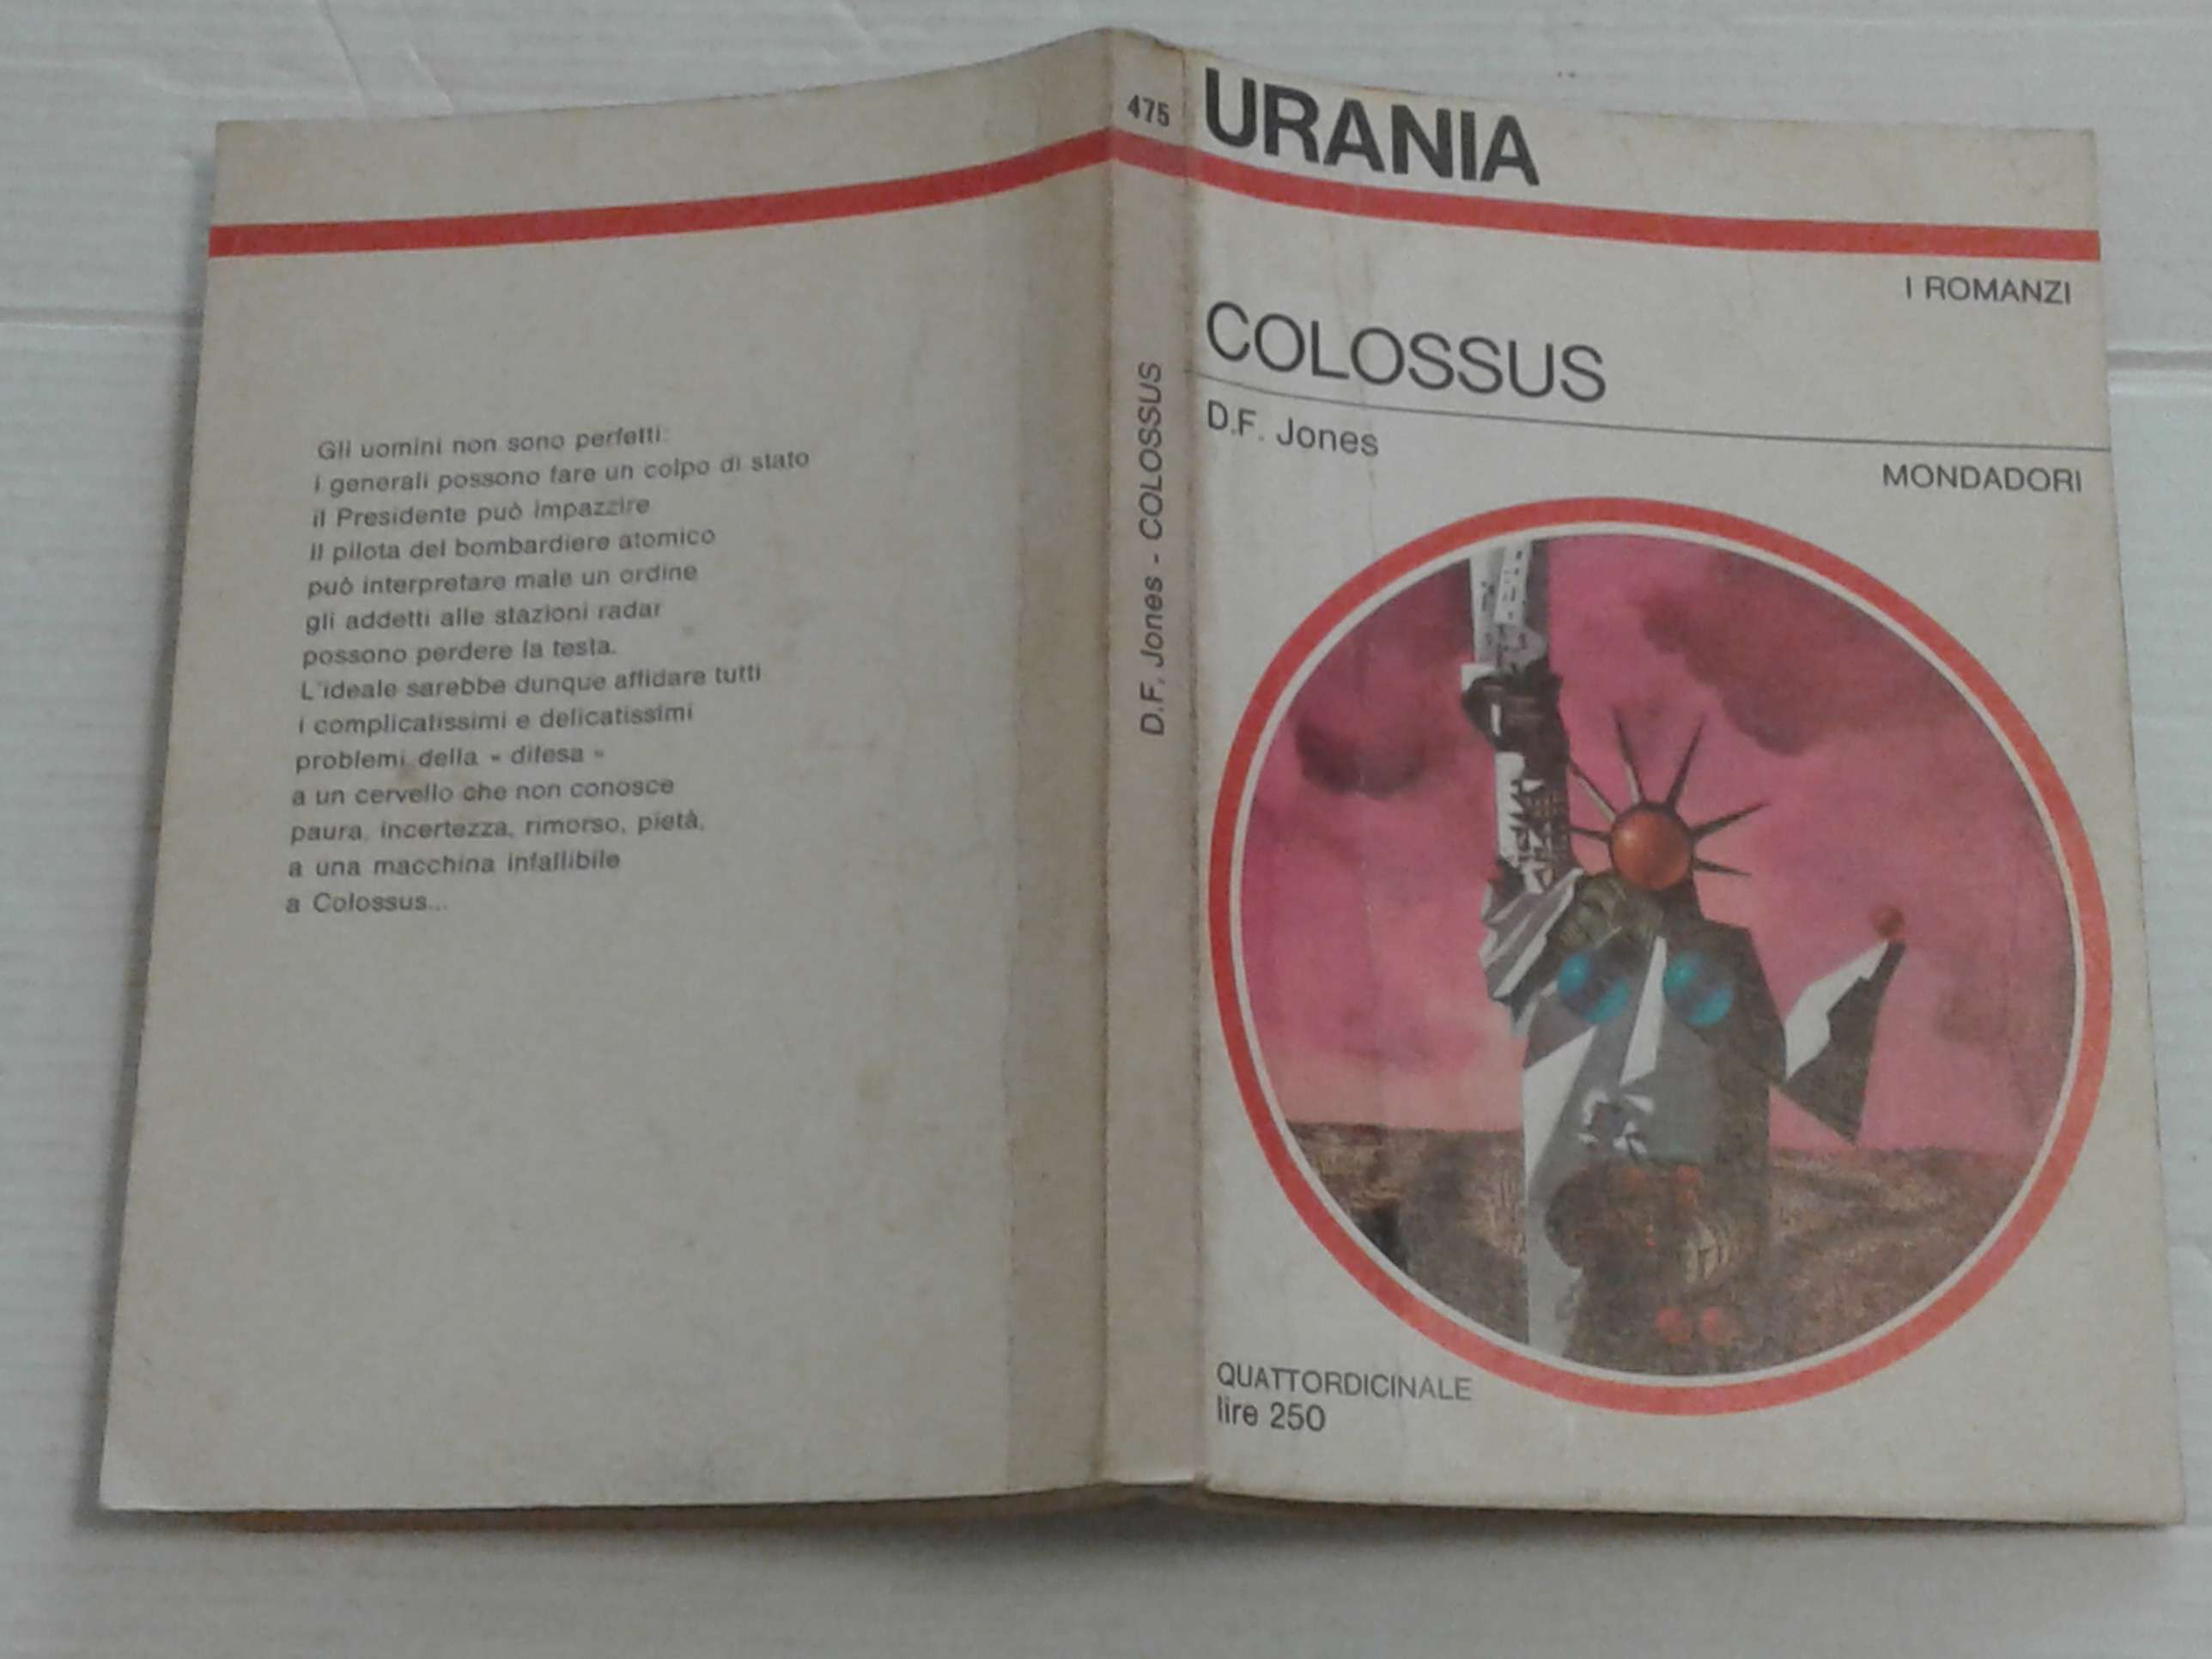 Gli uomini non sono perfetti:
i generali possono fare un colpo di stato
il Presidente può impazzire
il pilota del bombardiere atomico
può interpretare male un ordine
gli addetti alle stazioni radar
possono perdere la testa.
L'ideale sarebbe dunque affidare tutti
i complicatissimi e delicatissimi
problemi della « difesa »
a un cervello che non conosce
paura, incertezza, rimorso, pietà,
a una macchina infallibile
a Colossus...
475
D.F. Jones - COLOSSUS
URANIA
I ROMANZI
COLOSSUS
D.F. Jones
MONDADORI
QUATTORDICINALE
lire 250